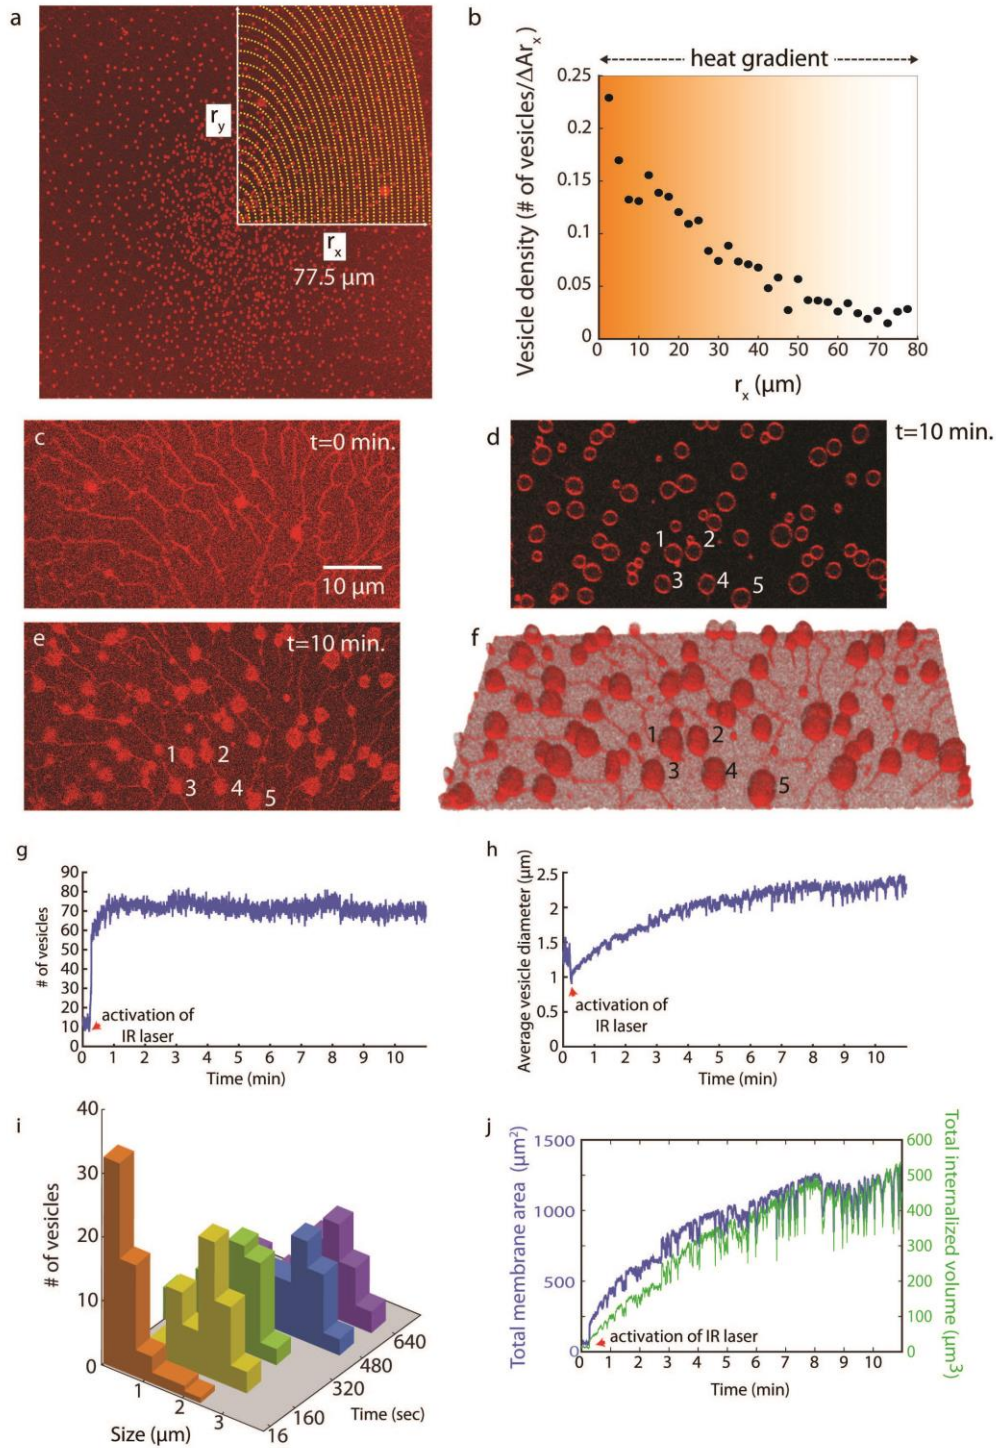 a
r_y
r_x
77.5 µm
b
heat gradient
Vesicle density (# of vesicles/ΔAr_x)
0.25
0.2
0.15
0.1
0.05
0
0 10 20 30 40 50 60 70 80
r_x (µm)
c
t=0 min.
10 µm
d
t=10 min.
1 2
3 4 5
e
t=10 min.
1 2
3 4 5
f
1 2
3 4 5
g
# of vesicles
90
80
70
60
50
40
30
20
10
0
activation of
IR laser
0 1 2 3 4 5 6 7 8 9 10
Time (min)
h
Average vesicle diameter (µm)
2.5
2
1.5
1
0.5
0
activation of
IR laser
0 1 2 3 4 5 6 7 8 9 10
Time (min)
i
# of vesicles
40
30
20
10
0
1 2 3
Size (µm)
16 160 320 480 640
Time (sec)
j
Total membrane area (µm²)
1500
1000
500
0
activation of IR laser
0 1 2 3 4 5 6 7 8 9 10
Time (min)
600
500
400
300
200
100
0
Total internalized volume (µm³)